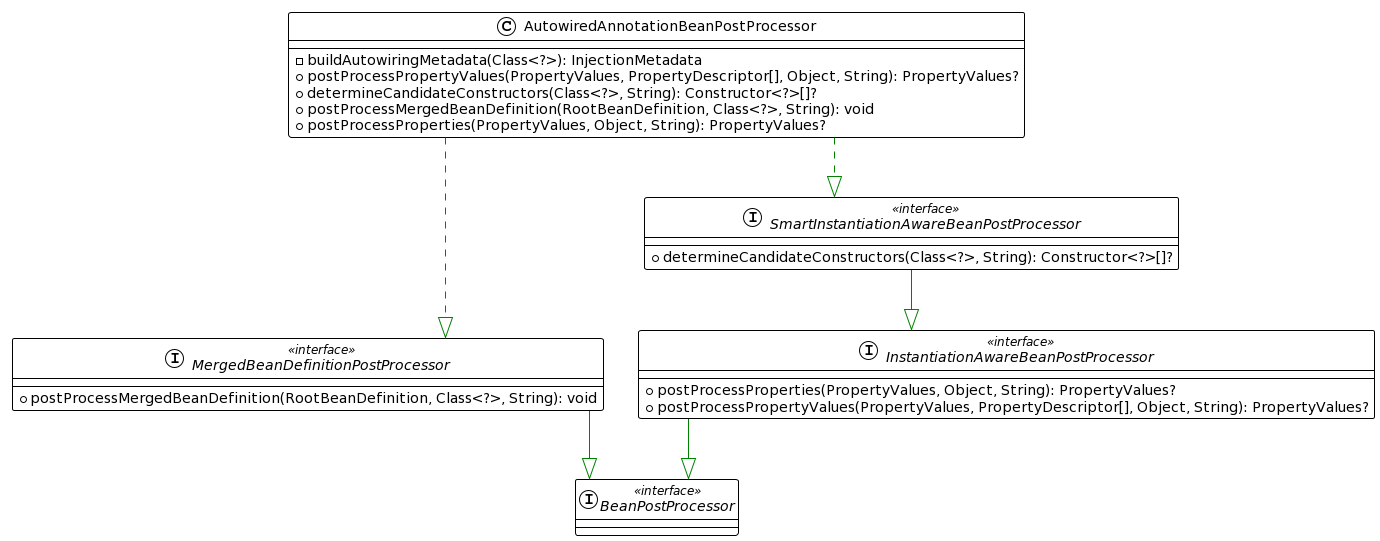 C AutowiredAnnotationBeanPostProcessor
buildAutowiringMetadata(Class<?>): InjectionMetadata
postProcessPropertyValues(PropertyValues, PropertyDescriptor[], Object, String): PropertyValues?
determineCandidateConstructors(Class<?>, String): Constructor<?>[]?
postProcessMergedBeanDefinition(RootBeanDefinition, Class<?>, String): void
postProcessProperties(PropertyValues, Object, String): PropertyValues?
«interface»
I SmartInstantiationAwareBeanPostProcessor
determineCandidateConstructors(Class<?>, String): Constructor<?>[]?
«interface»
I MergedBeanDefinitionPostProcessor
postProcessMergedBeanDefinition(RootBeanDefinition, Class<?>, String): void
«interface»
I InstantiationAwareBeanPostProcessor
postProcessProperties(PropertyValues, Object, String): PropertyValues?
postProcessPropertyValues(PropertyValues, PropertyDescriptor[], Object, String): PropertyValues?
«interface»
I BeanPostProcessor